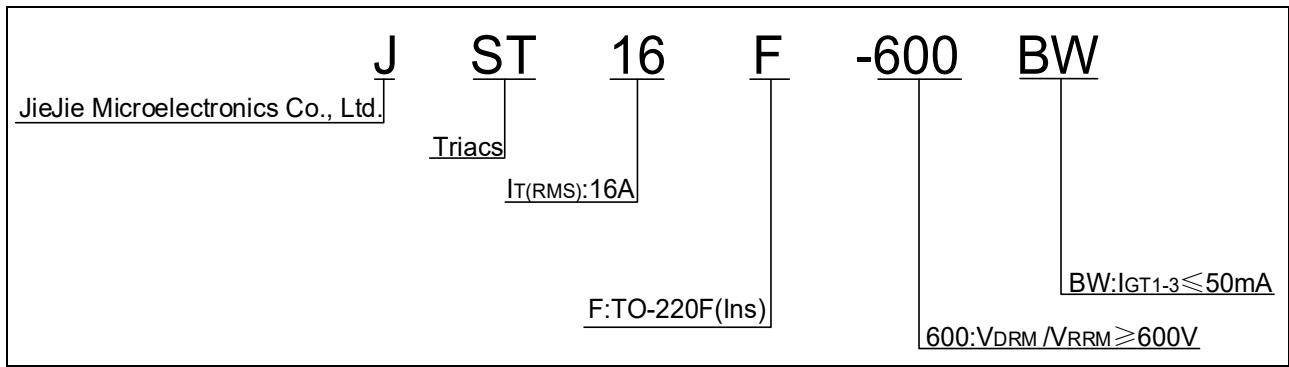 J ST 16 F -600 BW
JieJie Microelectronics Co., Ltd.
Triacs
IT(RMS):16A
BW:IGT1-3≤50mA
F:TO-220F(Ins)
600:VDRM /VRRM≥600V